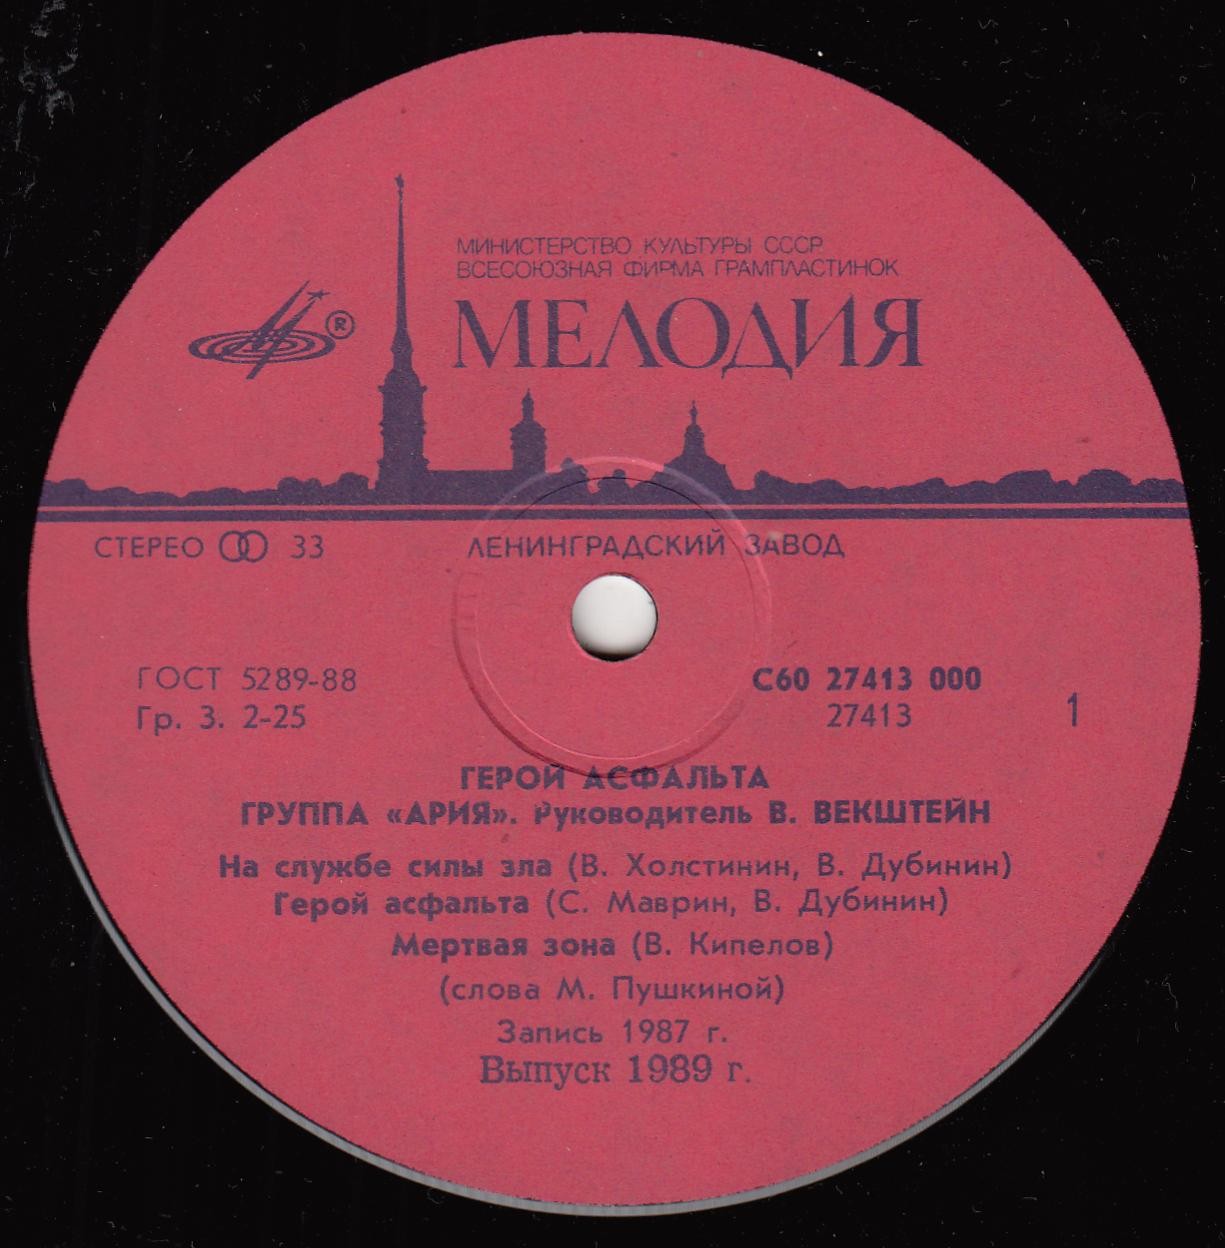 МИНИСТЕРСТВО КУЛЬТУРЫ СССР
ВСЕСОЮЗНАЯ ФИРМА ГРАМПЛАСТИНОК
®
МЕЛОДИЯ
СТЕРЕО 33
ЛЕНИНГРАДСКИЙ ЗАВОД
ГОСТ 5289-88
Гр. 3. 2-25
С60 27413 000
27413
1
ГЕРОЙ АСФАЛЬТА
ГРУППА «АРИЯ». Руководитель В. ВЕКШТЕЙН
На службе силы зла (В. Холстинин, В. Дубинин)
Герой асфальта (С. Маврин, В. Дубинин)
Мертвая зона (В. Кипелов)
(слова М. Пушкиной)
Запись 1987 г.
Выпуск 1989 г.